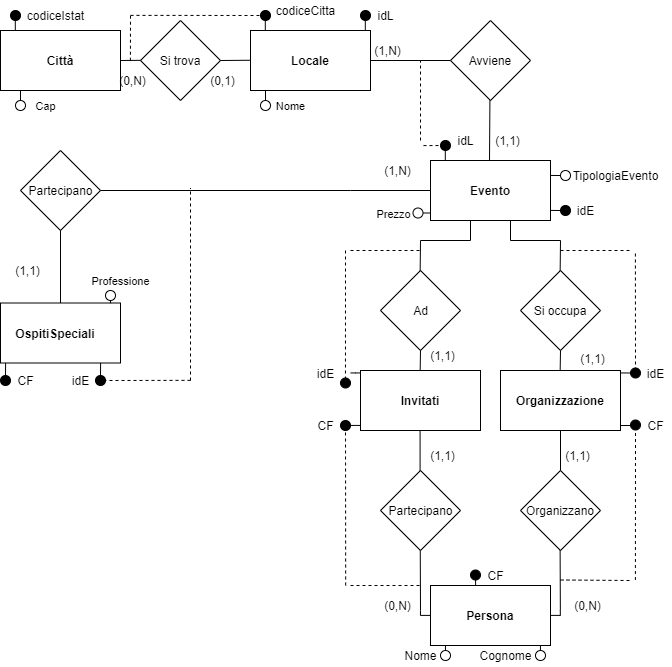 codiceIstat
codiceCitta
idL
Città
Si trova
Locale
(1,N)
Avviene
(0,N)
(0,1)
Cap
Nome
idL
(1,1)
Partecipano
(1,N)
Evento
TipologiaEvento
Prezzo
idE
(1,1)
Professione
OspitiSpeciali
Ad
Si occupa
CF
idE
(1,1)
(1,1)
idE
idE
Invitati
Organizzazione
CF
CF
(1,1)
(1,1)
Partecipano
Organizzano
CF
(0,N)
(0,N)
Persona
Nome
Cognome